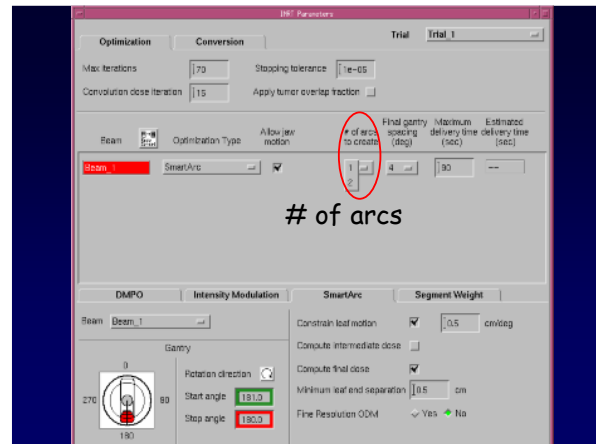 IMRT Parameters
Optimization Conversion Trial Trial_1
Max iterations 70 Stopping tolerance 1e-05
Convolution dose iteration 15 Apply tumor overlap fraction
Beam Optimization Type Allow jaw motion # of arcs to create Final gantry spacing (deg) Maximum delivery time (sec) Estimated delivery time (sec)
Beam_1 SmartArc 1 4 90 --
2
# of arcs
DMPO Intensity Modulation SmartArc Segment Weight
Beam Beam_1 Constrain leaf motion 0.5 cm/deg
Gantry Compute intermediate dose
0 Rotation direction Compute final dose
270 90 Start angle 181.0 Minimum leaf end separation 0.5 cm
Stop angle 180.0 Fine Resolution ODM Yes No
180